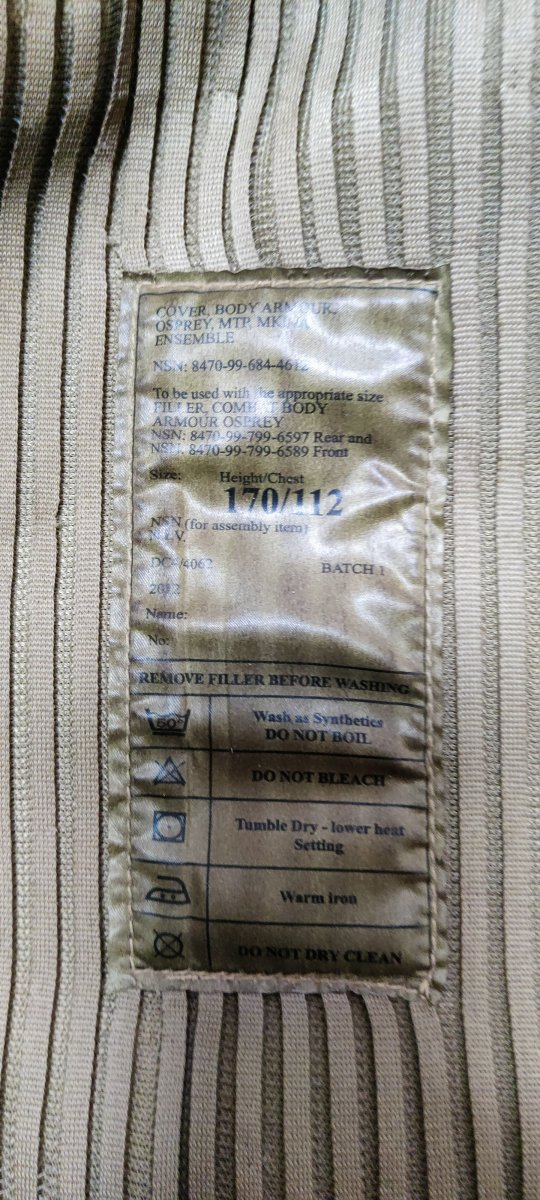 COVER, BODY ARMOUR,
OSPREY, MTP, MKIVA
ENSEMBLE
NSN: 8470-99-684-4612
To be used with the appropriate size
FILLER, COMBAT BODY
ARMOUR OSPREY
NSN: 8470-99-799-6597 Rear and
NSN: 8470-99-799-6589 Front
Size: Height/Chest
170/112
NSN (for assembly item)
N.I.V.
BATCH 1
2012
Name:
No:
REMOVE FILLER BEFORE WASHING
50° Wash as Synthetics
DO NOT BOIL
DO NOT BLEACH
Tumble Dry - lower heat
Setting
Warm iron
DO NOT DRY CLEAN